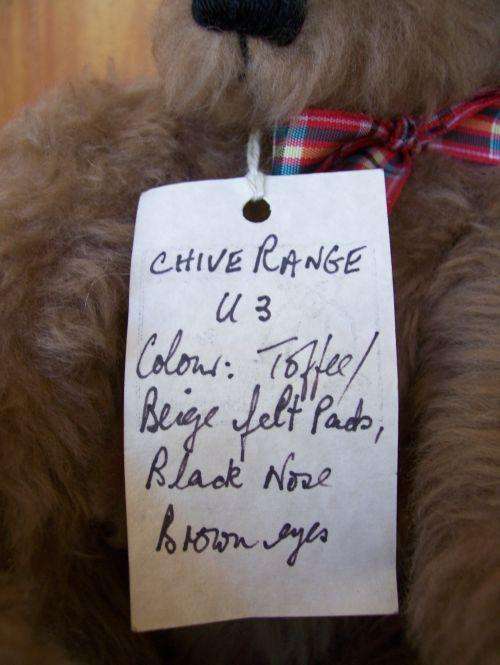 CHIVE RANGE
U 3
Colour: Toffee/
Beige felt Pads,
Black Nose
Brown eyes